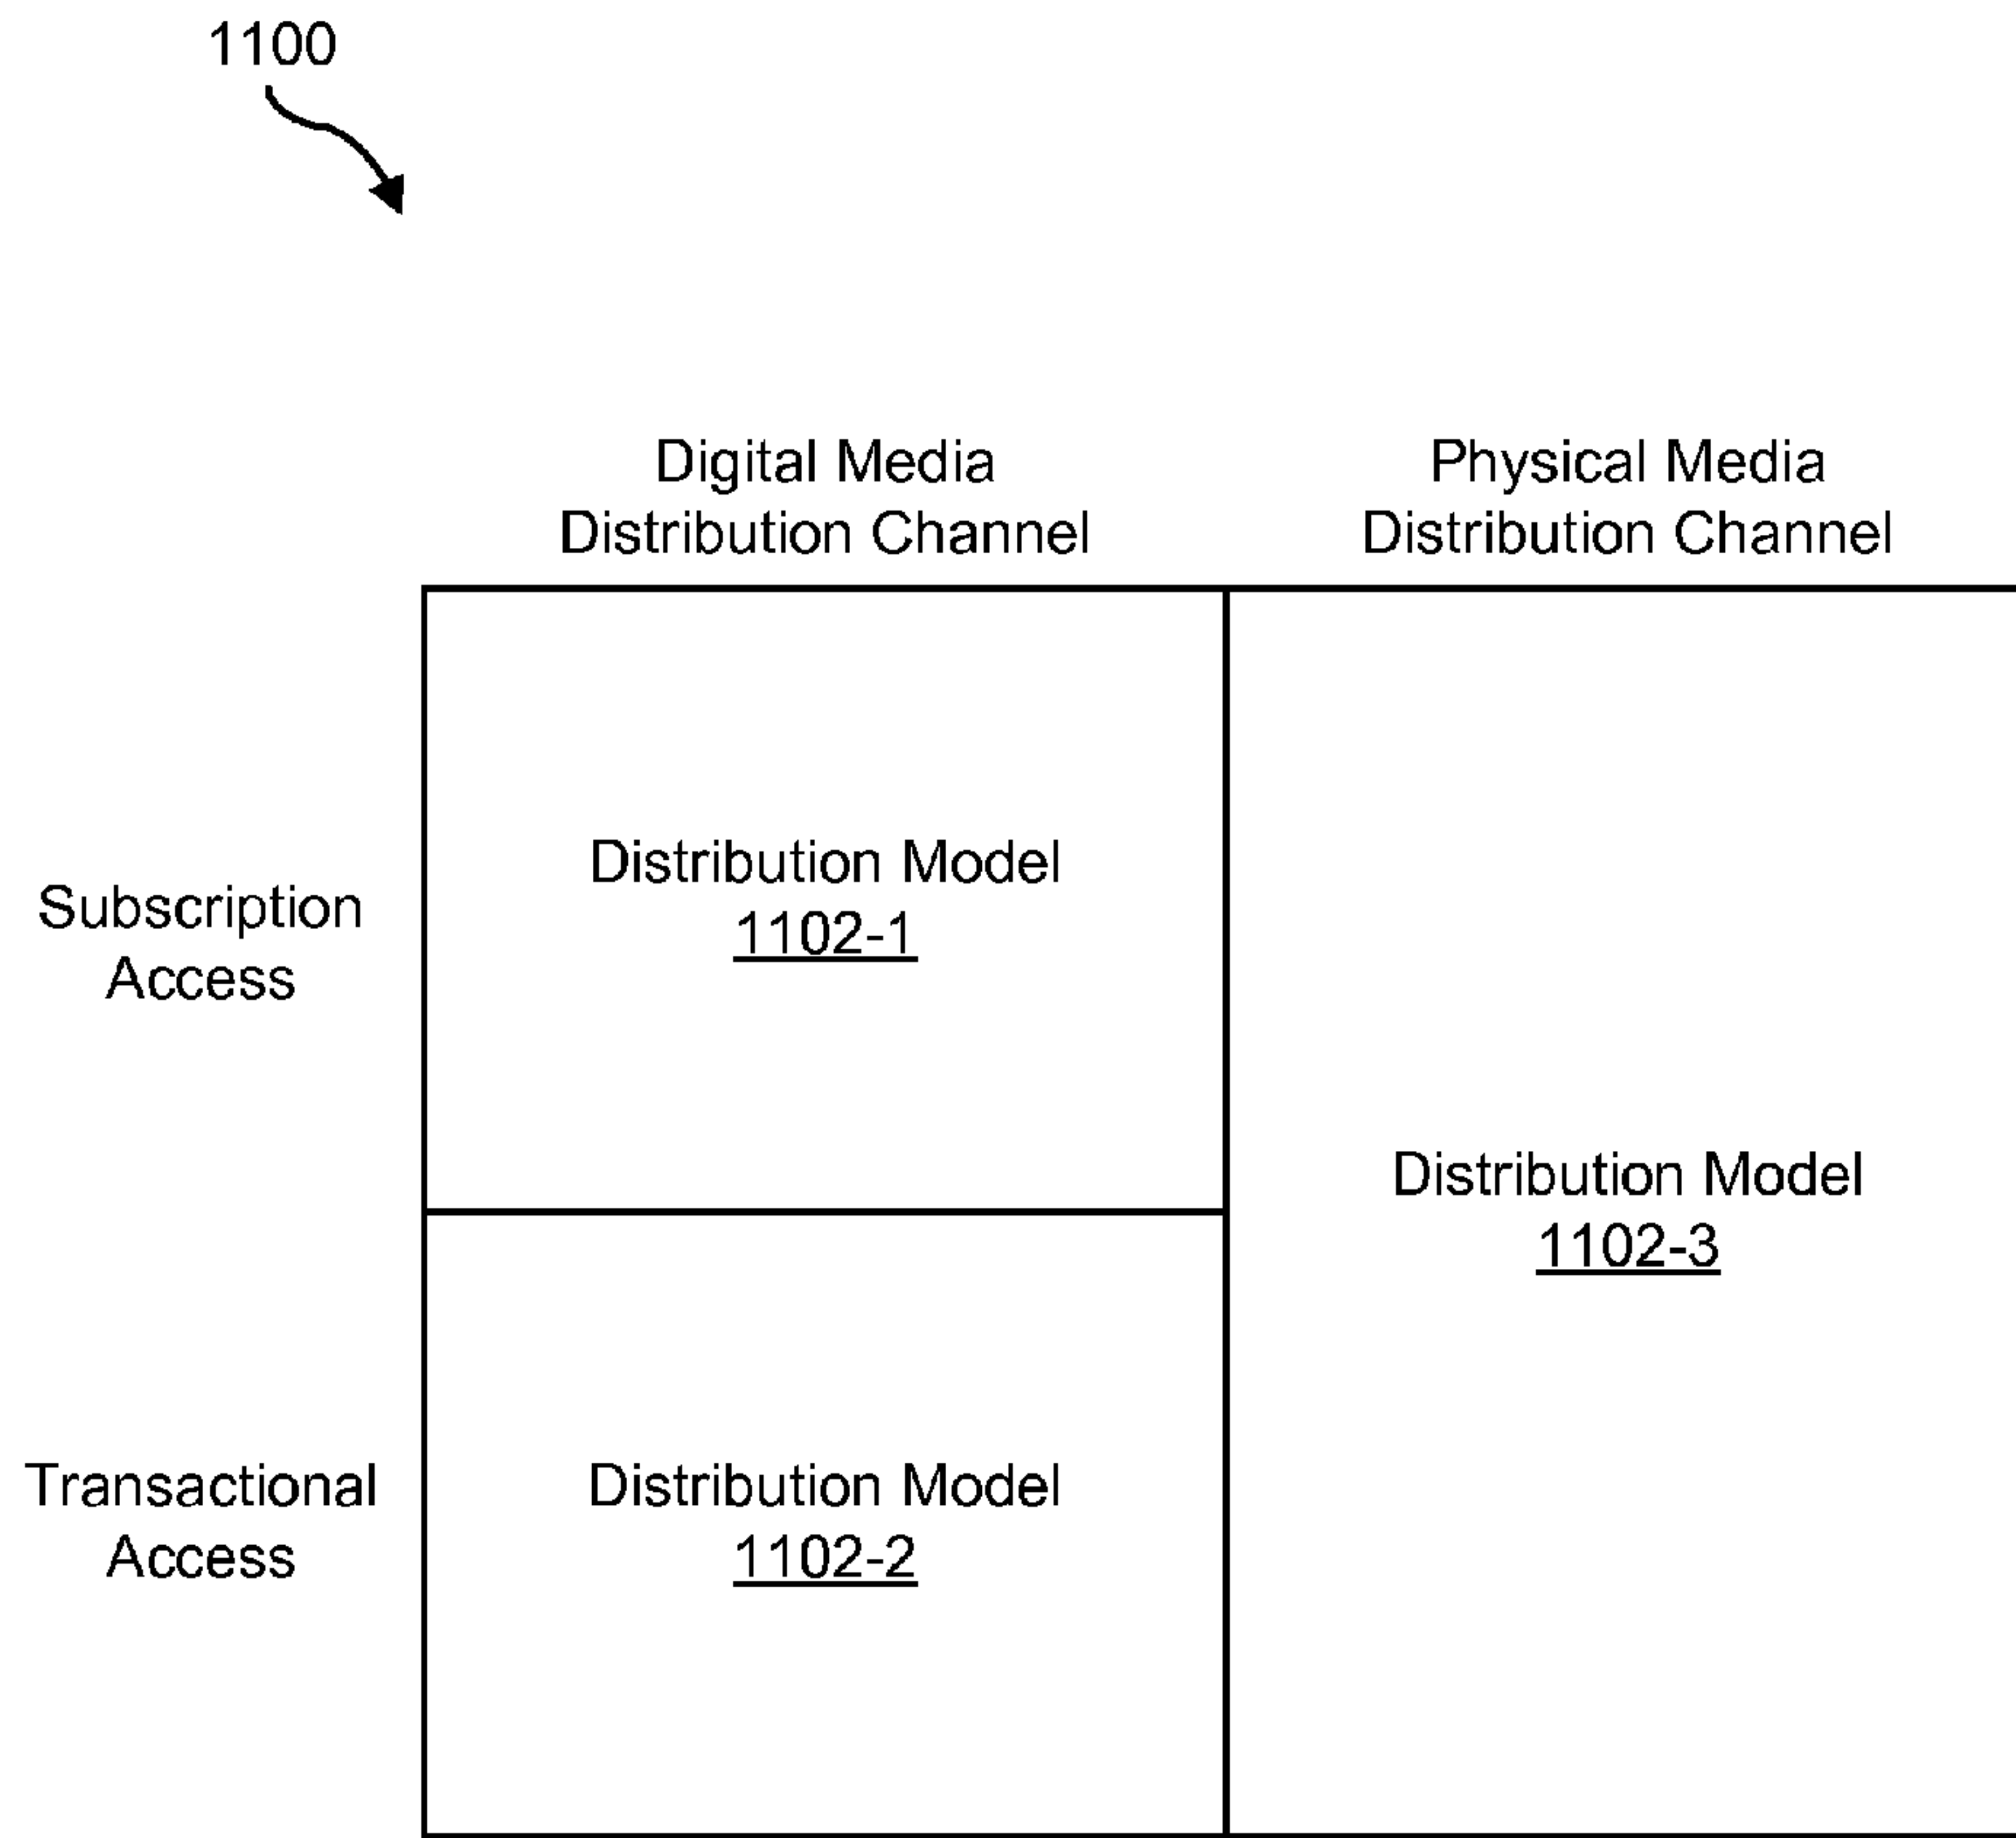 1100
Digital Media
Distribution Channel
Physical Media
Distribution Channel
Subscription
Access
Distribution Model
1102-1
Distribution Model
1102-3
Transactional
Access
Distribution Model
1102-2